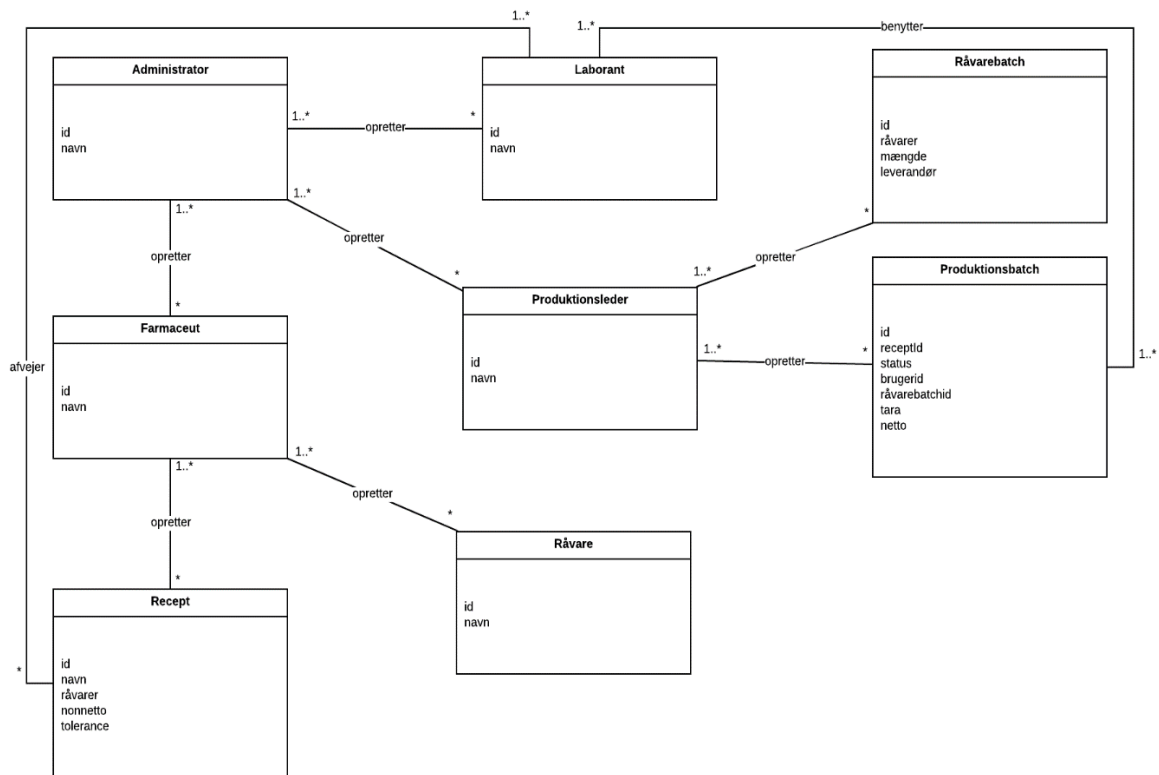 1..*
1..*
benytter
Administrator
id
navn
Laborant
id
navn
Råvarebatch
id
råvarer
mængde
leverandør
1..*
opretter
*
1..*
opretter
*
1..*
opretter
*
1..*
opretter
*
Produktionsbatch
id
receptId
status
brugerid
råvarebatchid
tara
netto
Produktionsleder
id
navn
1..*
opretter
*
1..*
Farmaceut
id
navn
afvejer
1..*
opretter
*
1..*
opretter
*
Råvare
id
navn
Recept
id
navn
råvarer
nonnetto
tolerance
*